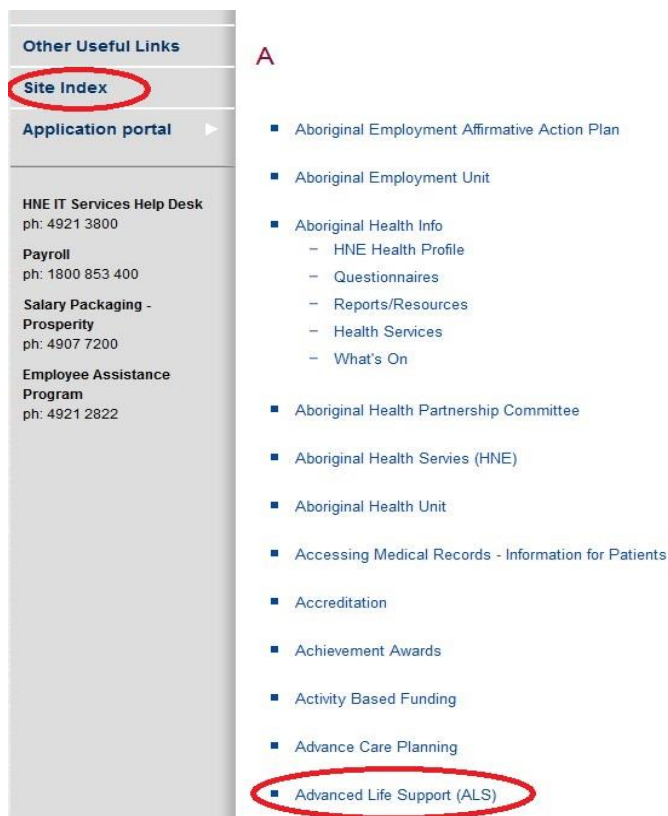 Other Useful Links
Site Index
Application portal
HNE IT Services Help Desk
ph: 4921 3800
Payroll
ph: 1800 853 400
Salary Packaging -
Prosperity
ph: 4907 7200
Employee Assistance
Program
ph: 4921 2822
A
Aboriginal Employment Affirmative Action Plan
Aboriginal Employment Unit
Aboriginal Health Info
– HNE Health Profile
– Questionnaires
– Reports/Resources
– Health Services
– What's On
Aboriginal Health Partnership Committee
Aboriginal Health Servies (HNE)
Aboriginal Health Unit
Accessing Medical Records - Information for Patients
Accreditation
Achievement Awards
Activity Based Funding
Advance Care Planning
Advanced Life Support (ALS)